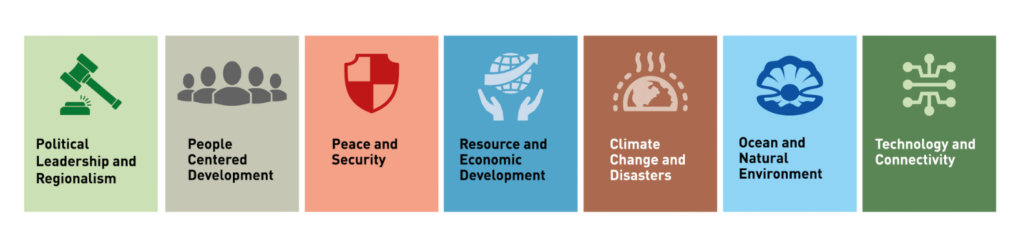 Political
Leadership and
Regionalism
People
Centered
Development
Peace and
Security
Resource and
Economic
Development
Climate
Change and
Disasters
Ocean and
Natural
Environment
Technology and
Connectivity